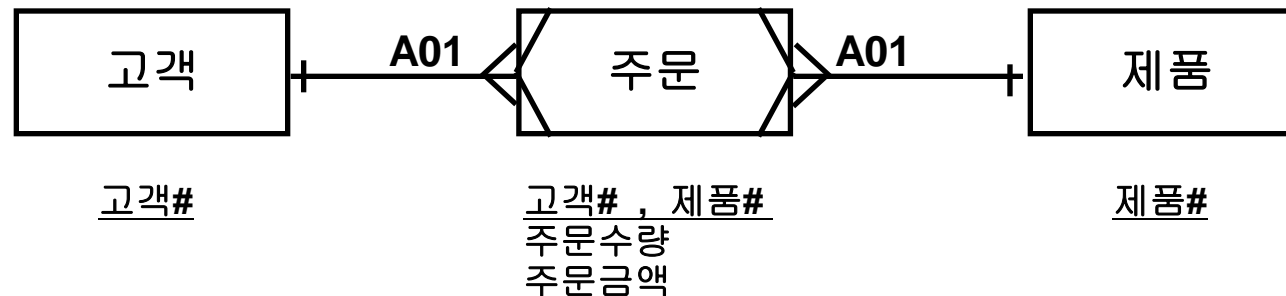 고객
A01
주문
A01
제품
고객#
고객# , 제품#
제품#
주문수량
주문금액